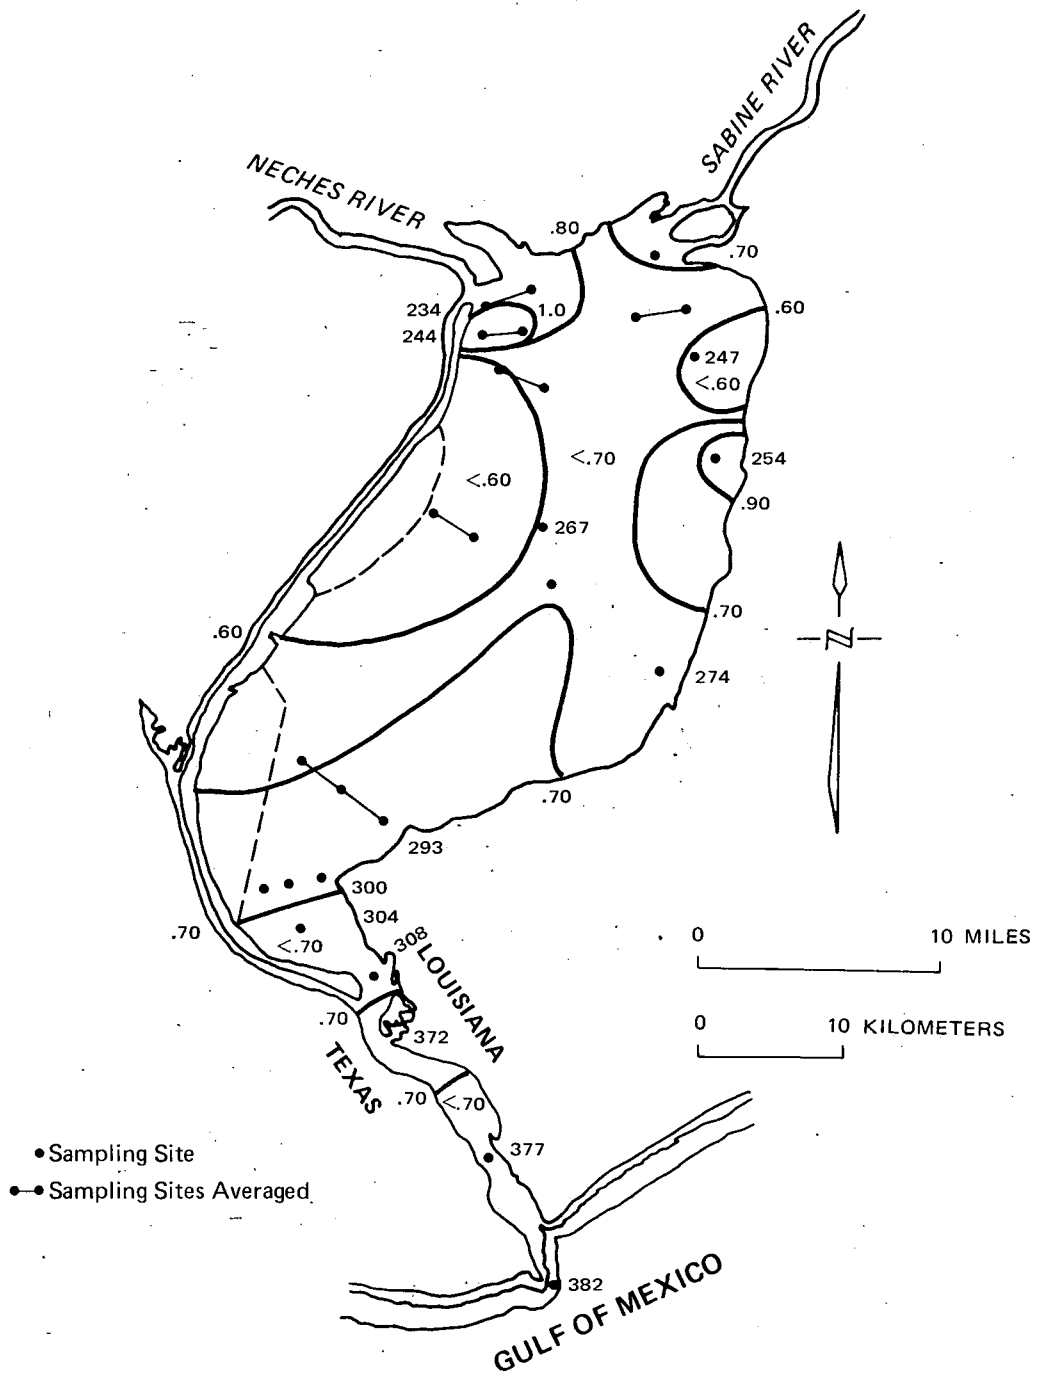 SABINE RIVER
NECHES RIVER
.80
.70
234
1.0
.60
244
247
<.60
<.70
254
<.60
.90
267
.70
.60
274
.70
293
300
304
.70
<.70
308
0 10 MILES
LOUISIANA
.70
0 10 KILOMETERS
372
TEXAS
.70
<.70
N
377
Sampling Site
Sampling Sites Averaged
382
GULF OF MEXICO